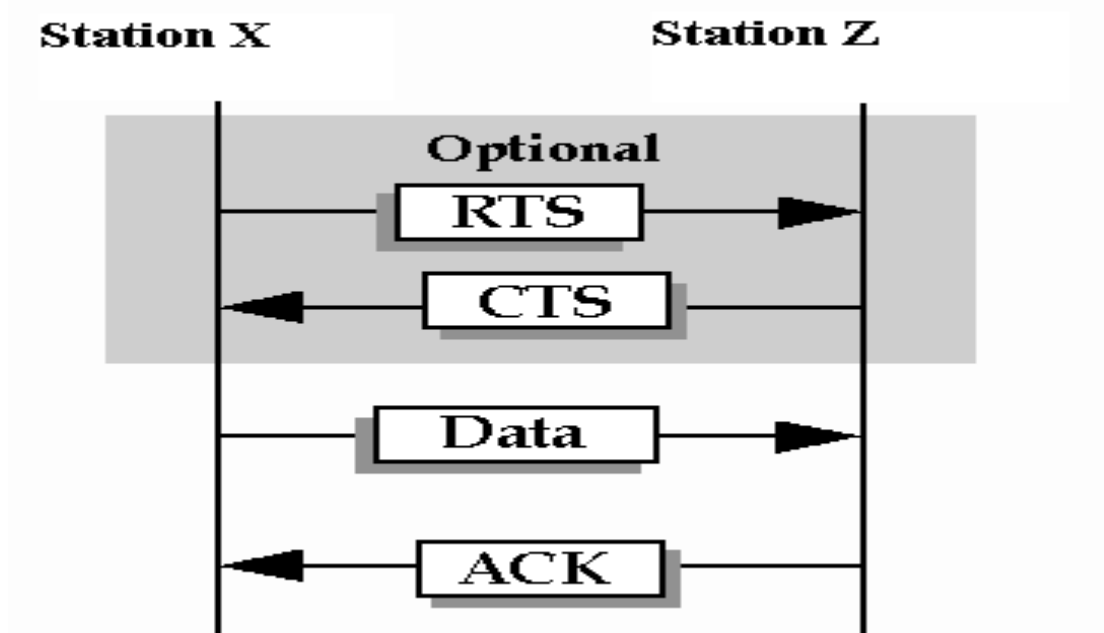 Station X
Station Z
Optional
RTS
CTS
Data
ACK